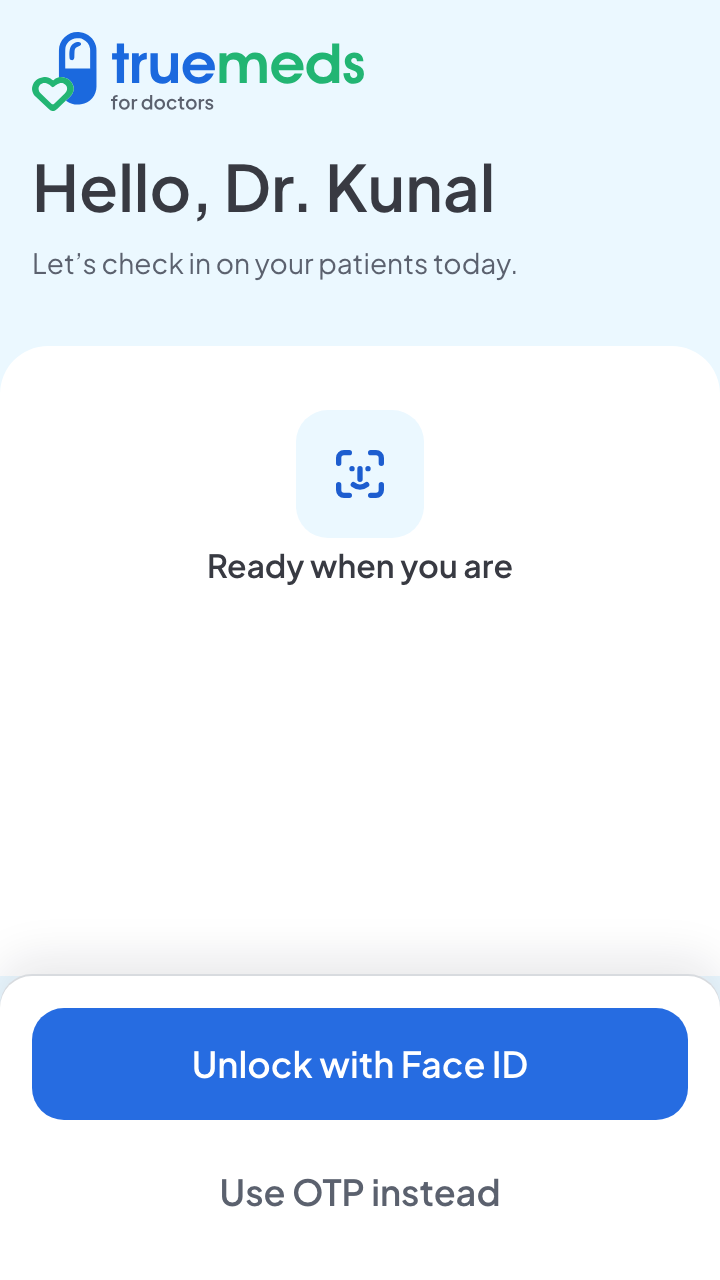 truemeds
for doctors
Hello, Dr. Kunal
Let’s check in on your patients today.
Ready when you are
Unlock with Face ID
Use OTP instead